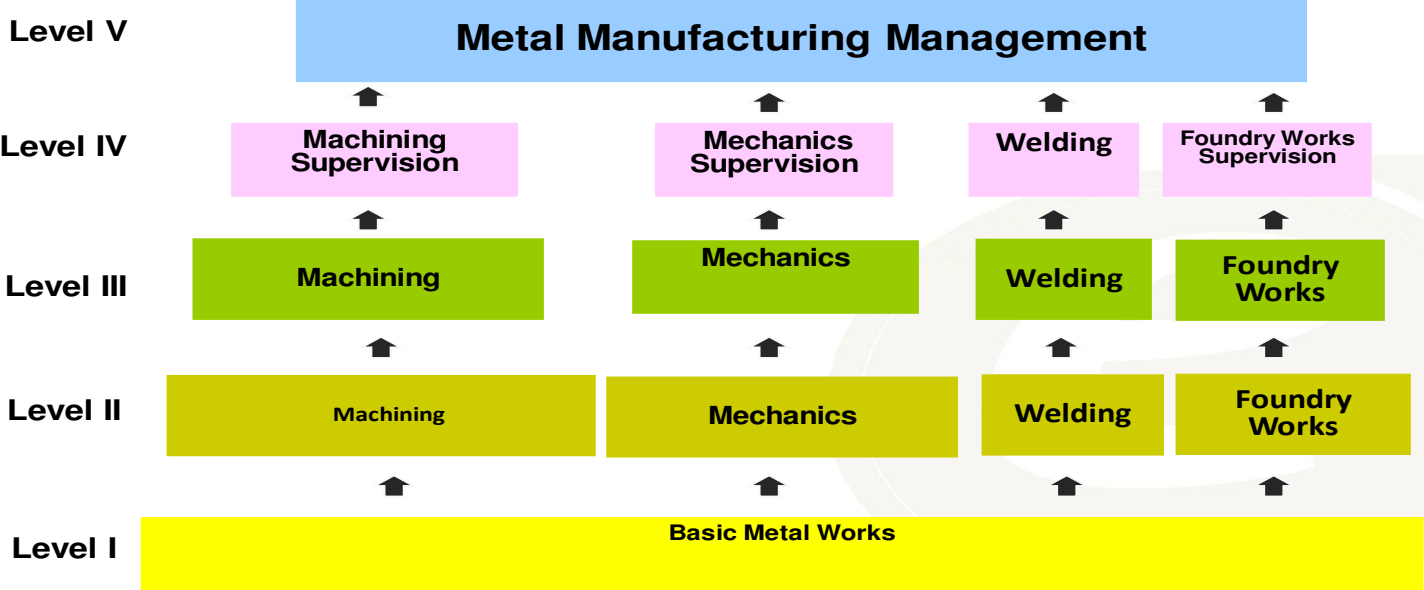 Level V
Metal Manufacturing Management
Level IV
Machining
Supervision
Mechanics
Supervision
Welding
Foundry Works
Supervision
Level III
Machining
Mechanics
Welding
Foundry
Works
Level II
Machining
Mechanics
Welding
Foundry
Works
Level I
Basic Metal Works